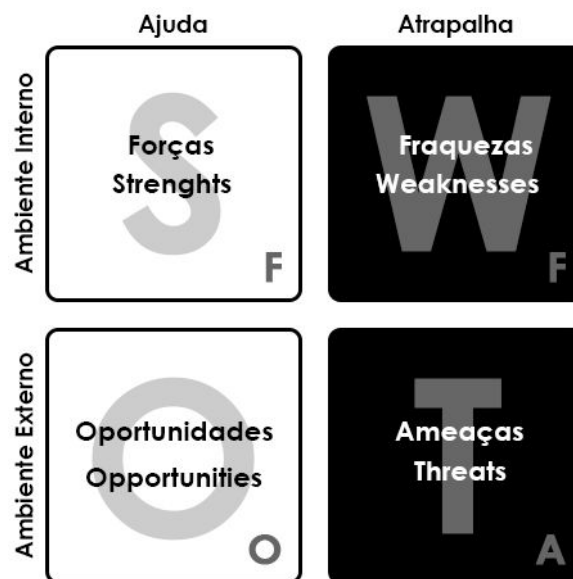 Ajuda
Atrapalha
Ambiente Interno
S
Forças
Strenghts
F
W
Fraquezas
Weaknesses
F
Ambiente Externo
O
Oportunidades
Opportunities
O
T
Ameaças
Threats
A